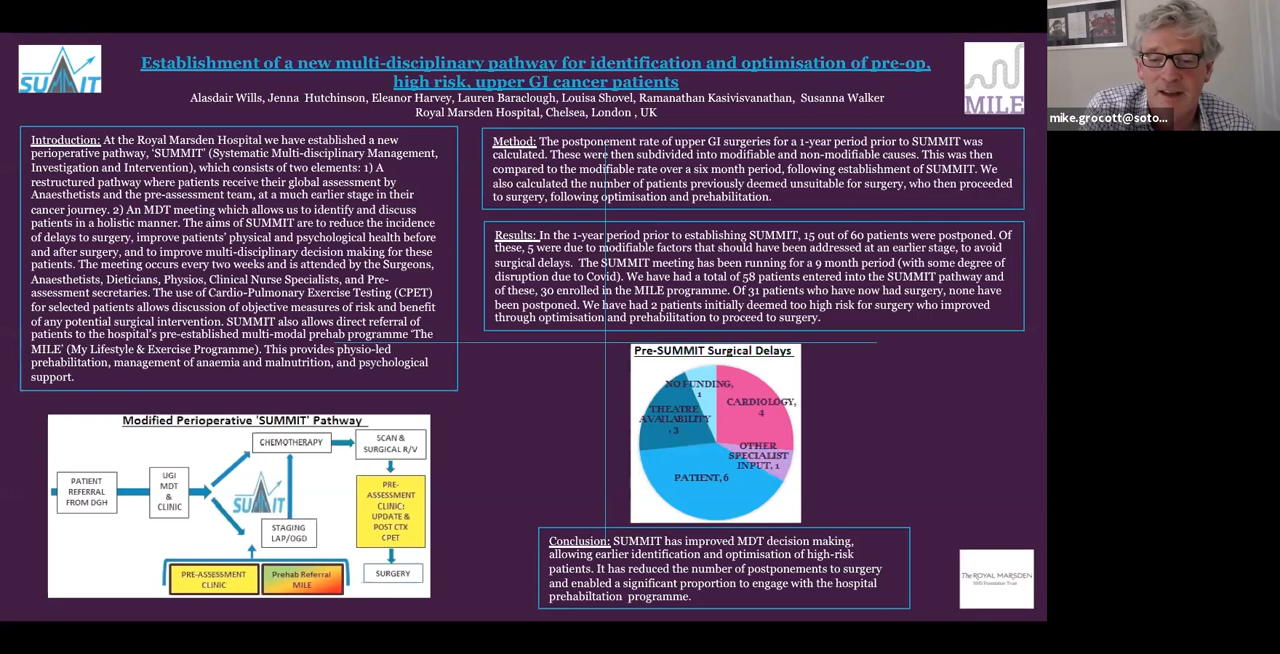 SUMMIT
Establishment of a new multi-disciplinary pathway for identification and optimisation of pre-op,
high risk, upper GI cancer patients
Alasdair Wills, Jenna Hutchinson, Eleanor Harvey, Lauren Baraclough, Louisa Shovel, Ramanathan Kasivisvanathan, Susanna Walker
Royal Marsden Hospital, Chelsea, London , UK
MILE
mike.grocott@soto...
Introduction: At the Royal Marsden Hospital we have established a new
perioperative pathway, 'SUMMIT' (Systematic Multi-disciplinary Management,
Investigation and Intervention), which consists of two elements: 1) A
restructured pathway where patients receive their global assessment by
Anaesthetists and the pre-assessment team, at a much earlier stage in their
cancer journey. 2) An MDT meeting which allows us to identify and discuss
patients in a holistic manner. The aims of SUMMIT are to reduce the incidence
of delays to surgery, improve patients' physical and psychological health before
and after surgery, and to improve multi-disciplinary decision making for these
patients. The meeting occurs every two weeks and is attended by the Surgeons,
Anaesthetists, Dieticians, Physios, Clinical Nurse Specialists, and Pre-
assessment secretaries. The use of Cardio-Pulmonary Exercise Testing (CPET)
for selected patients allows discussion of objective measures of risk and benefit
of any potential surgical intervention. SUMMIT also allows direct referral of
patients to the hospital's pre-established multi-modal prehab programme 'The
MILE' (My Lifestyle & Exercise Programme). This provides physio-led
prehabilitation, management of anaemia and malnutrition, and psychological
support.
Method: The postponement rate of upper GI surgeries for a 1-year period prior to SUMMIT was
calculated. These were then subdivided into modifiable and non-modifiable causes. This was then
compared to the modifiable rate over a six month period, following establishment of SUMMIT. We
also calculated the number of patients previously deemed unsuitable for surgery, who then proceeded
to surgery, following optimisation and prehabilitation.
Results: In the 1-year period prior to establishing SUMMIT, 15 out of 60 patients were postponed. Of
these, 5 were due to modifiable factors that should have been addressed at an earlier stage, to avoid
surgical delays. The SUMMIT meeting has been running for a 9 month period (with some degree of
disruption due to Covid). We have had a total of 58 patients entered into the SUMMIT pathway and
of these, 30 enrolled in the MILE programme. Of 31 patients who have now had surgery, none have
been postponed. We have had 2 patients initially deemed too high risk for surgery who improved
through optimisation and prehabilitation to proceed to surgery.
Modified Perioperative 'SUMMIT' Pathway
PATIENT
REFERRAL
FROM DGH
UGI
MDT
&
CLINIC
CHEMOTHERAPY
SUMMIT
STAGING
LAP/OGD
PRE-ASSESSMENT
CLINIC
Prehab Referral
MILE
SCAN &
SURGICAL R/V
PRE-
ASSESSMENT
CLINIC:
UPDATE &
POST CTX
CPET
SURGERY
Pre-SUMMIT Surgical Delays
NO FUNDING,
1
CARDIOLOGY,
4
THEATRE
AVAILABILITY
, 3
OTHER
SPECIALIST
INPUT, 1
PATIENT, 6
Conclusion: SUMMIT has improved MDT decision making,
allowing earlier identification and optimisation of high-risk
patients. It has reduced the number of postponements to surgery
and enabled a significant proportion to engage with the hospital
prehabiltation programme.
The ROYAL MARSDEN
NHS Foundation Trust